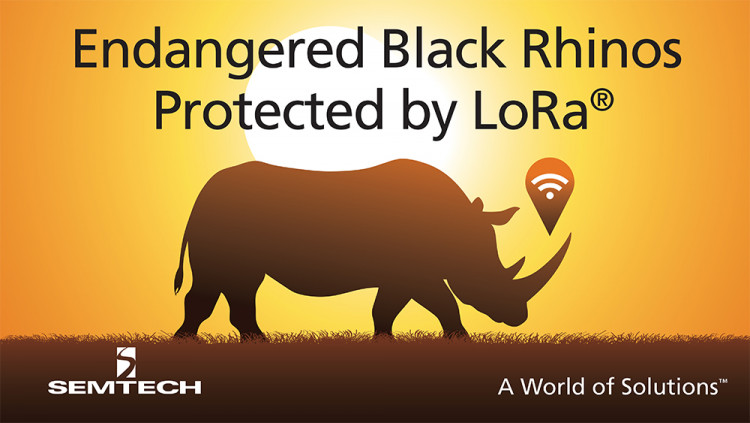 Endangered Black Rhinos
Protected by LoRa®
SEMTECH
A World of Solutions™